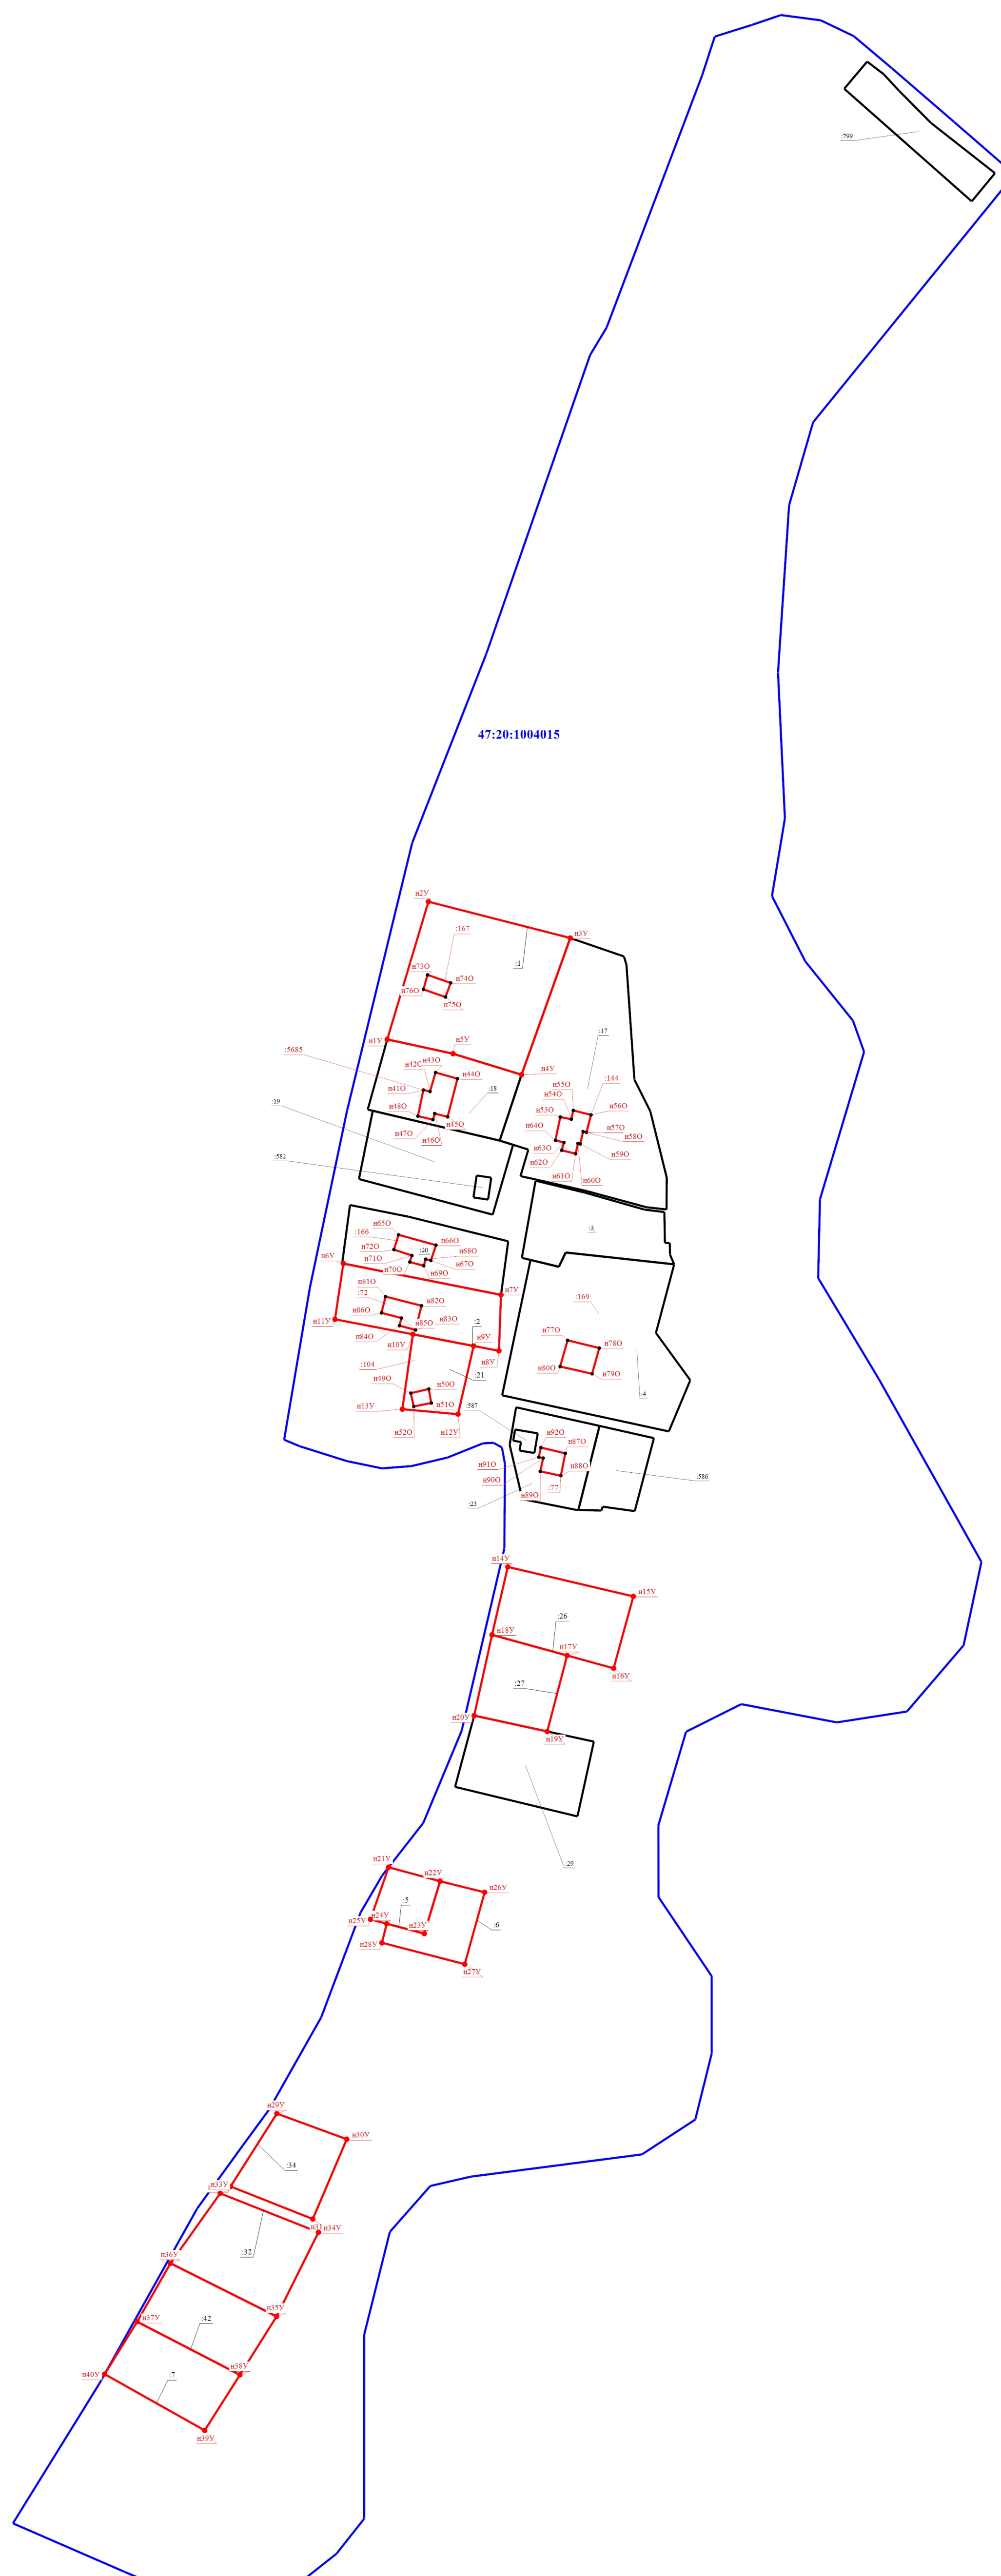 :799
47:20:1004015
н2У
:167
н3У
:1
н73О
н74О
н76О
н75О
н1У
н5У
:17
:5685
н42О
н43О
н4У
н44О
н41О
:18
н55О
:144
н54О
н48О
н53О
н56О
:19
н45О
н47О
н46О
н64О
н57О
н58О
н63О
н59О
:582
н62О
н61О
н60О
н65О
:166
н66О
:3
н72О
:20
н68О
н6У
н71О
н67О
н70О
н69О
н81О
н7У
:72
н82О
:169
н86О
н11У
н83О
н85О
:2
н84О
н9У
н77О
н10У
н8У
н78О
:104
н80О
н79О
:21
н49О
н50О
:4
н13У
н51О
:587
н52О
н12У
н92О
н87О
н91О
н88О
н90О
:586
н89О
:77
:23
н14У
н15У
:26
н18У
н17У
н16У
:27
н20У
н19У
:29
н21У
н22У
н26У
н24У
:5
н25У
н23У
:6
н28У
н27У
н29У
н30У
:34
н33У
н31
н34У
:32
н36У
н35У
н37У
:42
н38У
н40У
:7
н39У